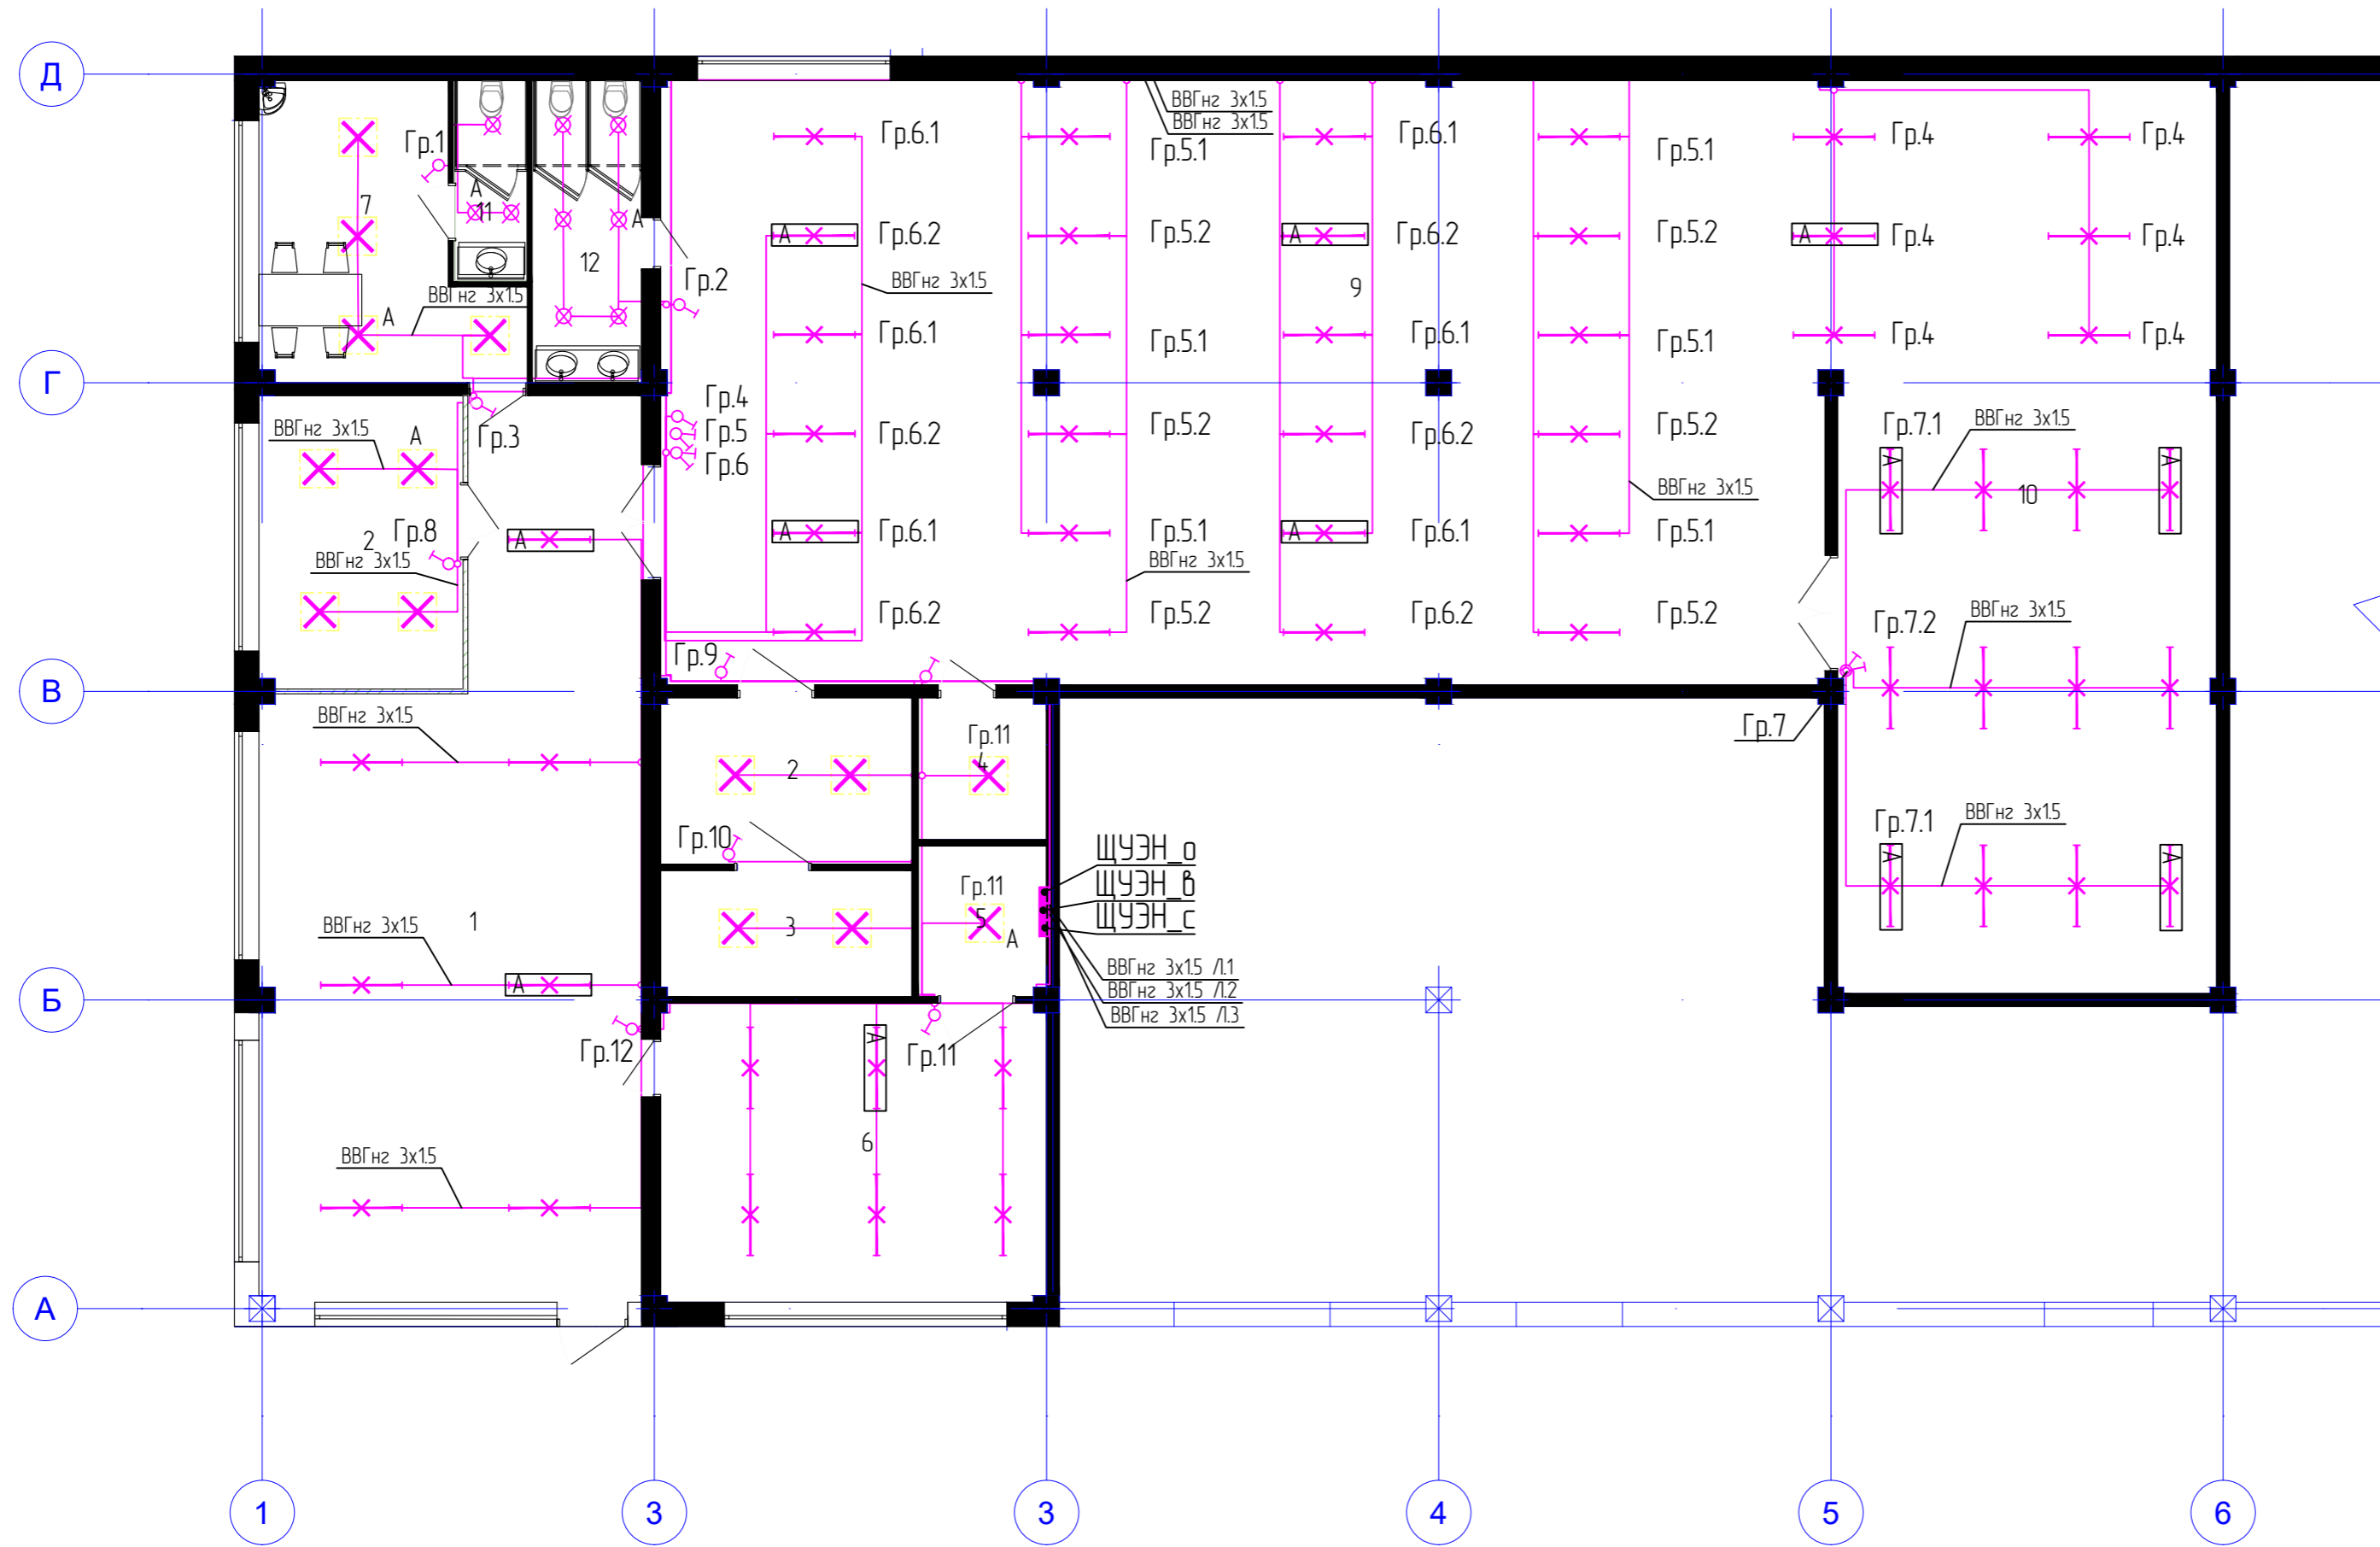 Д
ВВГнг 3х1.5
ВВГнг 3х1.5
Гр.1
Гр.6.1
Гр.5.1
Гр.6.1
Гр.5.1
Гр.4
Гр.4
А
11
7
А
12
А
Гр.6.2
Гр.5.2
А
Гр.6.2
Гр.5.2
А
Гр.4
Гр.4
Гр.2
ВВГнг 3х1.5
9
ВВГнг 3х1.5
А
Гр.6.1
Гр.5.1
Гр.6.1
Гр.5.1
Гр.4
Гр.4
Г
Гр.4
Гр.5
Гр.6
ВВГнг 3х1.5
А
Гр.3
Гр.6.2
Гр.5.2
Гр.6.2
Гр.5.2
Гр.7.1
ВВГнг 3х1.5
А
А
10
ВВГнг 3х1.5
2
Гр.8
ВВГнг 3х1.5
А
А
Гр.6.1
Гр.5.1
ВВГнг 3х1.5
А
Гр.6.1
Гр.5.1
Гр.6.2
Гр.5.2
Гр.6.2
Гр.5.2
Гр.7.2
ВВГнг 3х1.5
Гр.9
В
ВВГнг 3х1.5
Гр.7
2
Гр.11
4
Гр.10
ЩУЭН_о
ЩУЭН_в
ЩУЭН_с
Гр.7.1
ВВГнг 3х1.5
А
А
1
ВВГнг 3х1.5
3
Гр.11
5
А
ВВГнг 3х1.5 Л.1
ВВГнг 3х1.5 Л.2
ВВГнг 3х1.5 Л.3
А
Б
Гр.12
А
Гр.11
6
ВВГнг 3х1.5
А
1
3
3
4
5
6